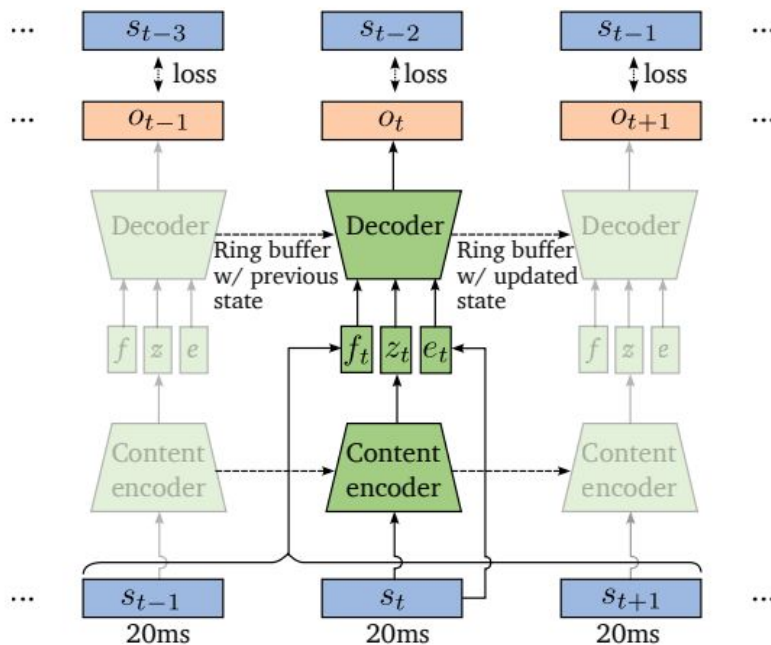 ... s_{t-3} s_{t-2} s_{t-1} ...
loss loss loss
... o_{t-1} o_t o_{t+1} ...
Decoder Decoder Decoder
Ring buffer
w/ previous
state
Ring buffer
w/ updated
state
f z e f_t z_t e_t f z e
Content
encoder
Content
encoder
Content
encoder
... s_{t-1} s_t s_{t+1} ...
20ms 20ms 20ms